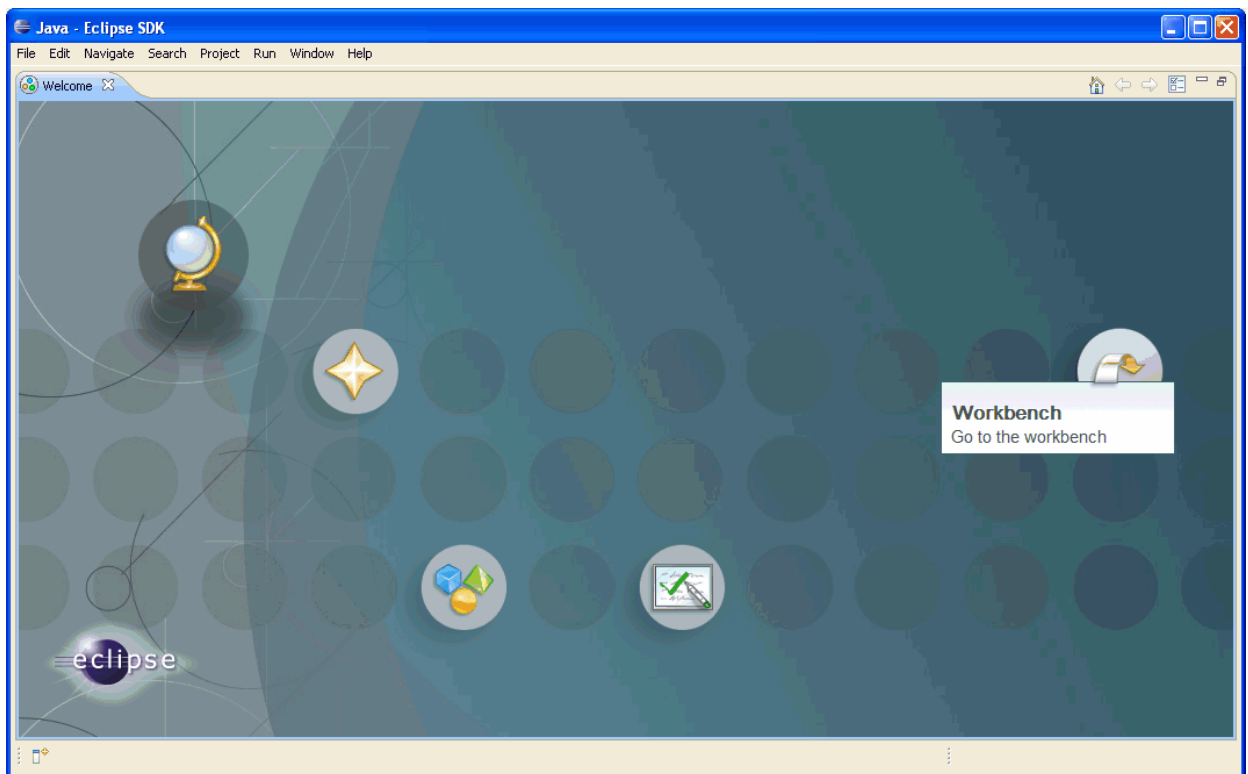 Java - Eclipse SDK
File Edit Navigate Search Project Run Window Help
Welcome
Workbench
Go to the workbench
eclipse